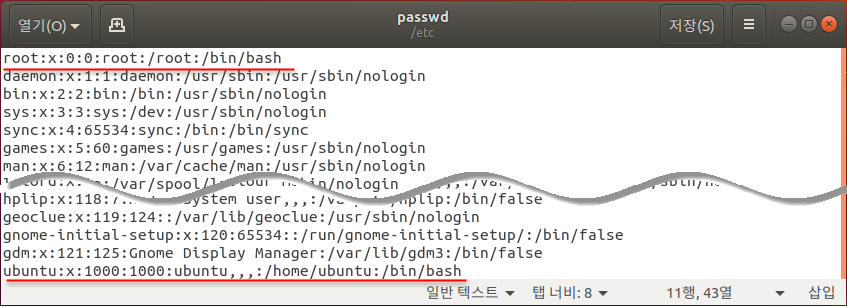 열기(O)
passwd
/etc
저장(S)
root:x:0:0:root:/root:/bin/bash
daemon:x:1:1:daemon:/usr/sbin:/usr/sbin/nologin
bin:x:2:2:bin:/bin:/usr/sbin/nologin
sys:x:3:3:sys:/dev:/usr/sbin/nologin
sync:x:4:65534:sync:/bin:/bin/sync
games:x:5:60:games:/usr/games:/usr/sbin/nologin
man:x:6:12:man:/var/cache/man:/usr/sbin/nologin
hplip:x:118:7: system user,,,:/var/ :/bin/false
geoclue:x:119:124::/var/lib/geoclue:/usr/sbin/nologin
gnome-initial-setup:x:120:65534::/run/gnome-initial-setup/:/bin/false
gdm:x:121:125:Gnome Display Manager:/var/lib/gdm3:/bin/false
ubuntu:x:1000:1000:ubuntu,,,:/home/ubuntu:/bin/bash
일반 텍스트 탭 너비: 8 11행, 43열 삽입